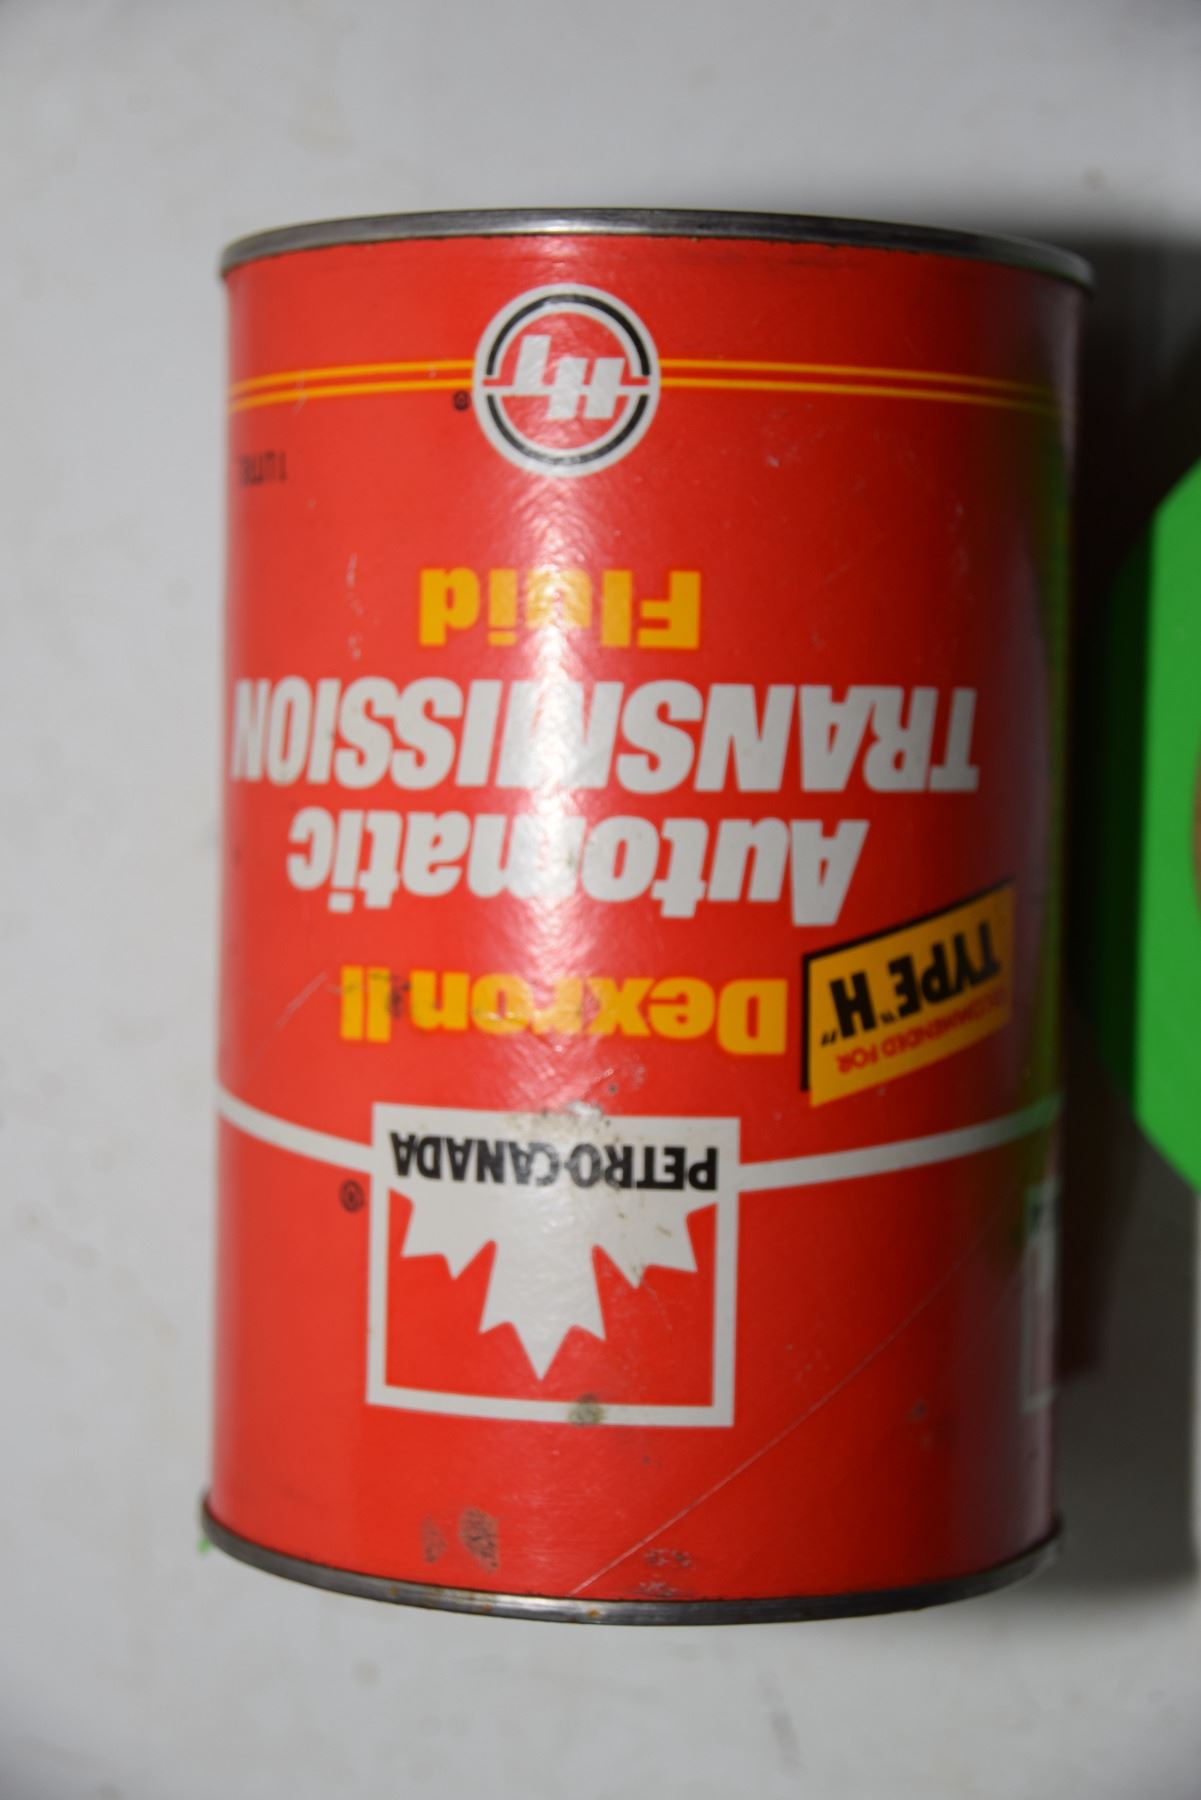 PETRO-CANADA
®
Dexron II
RECOMMENDED FOR
TYPE "H"
Automatic
TRANSMISSION
Fluid
1 LITRE
®